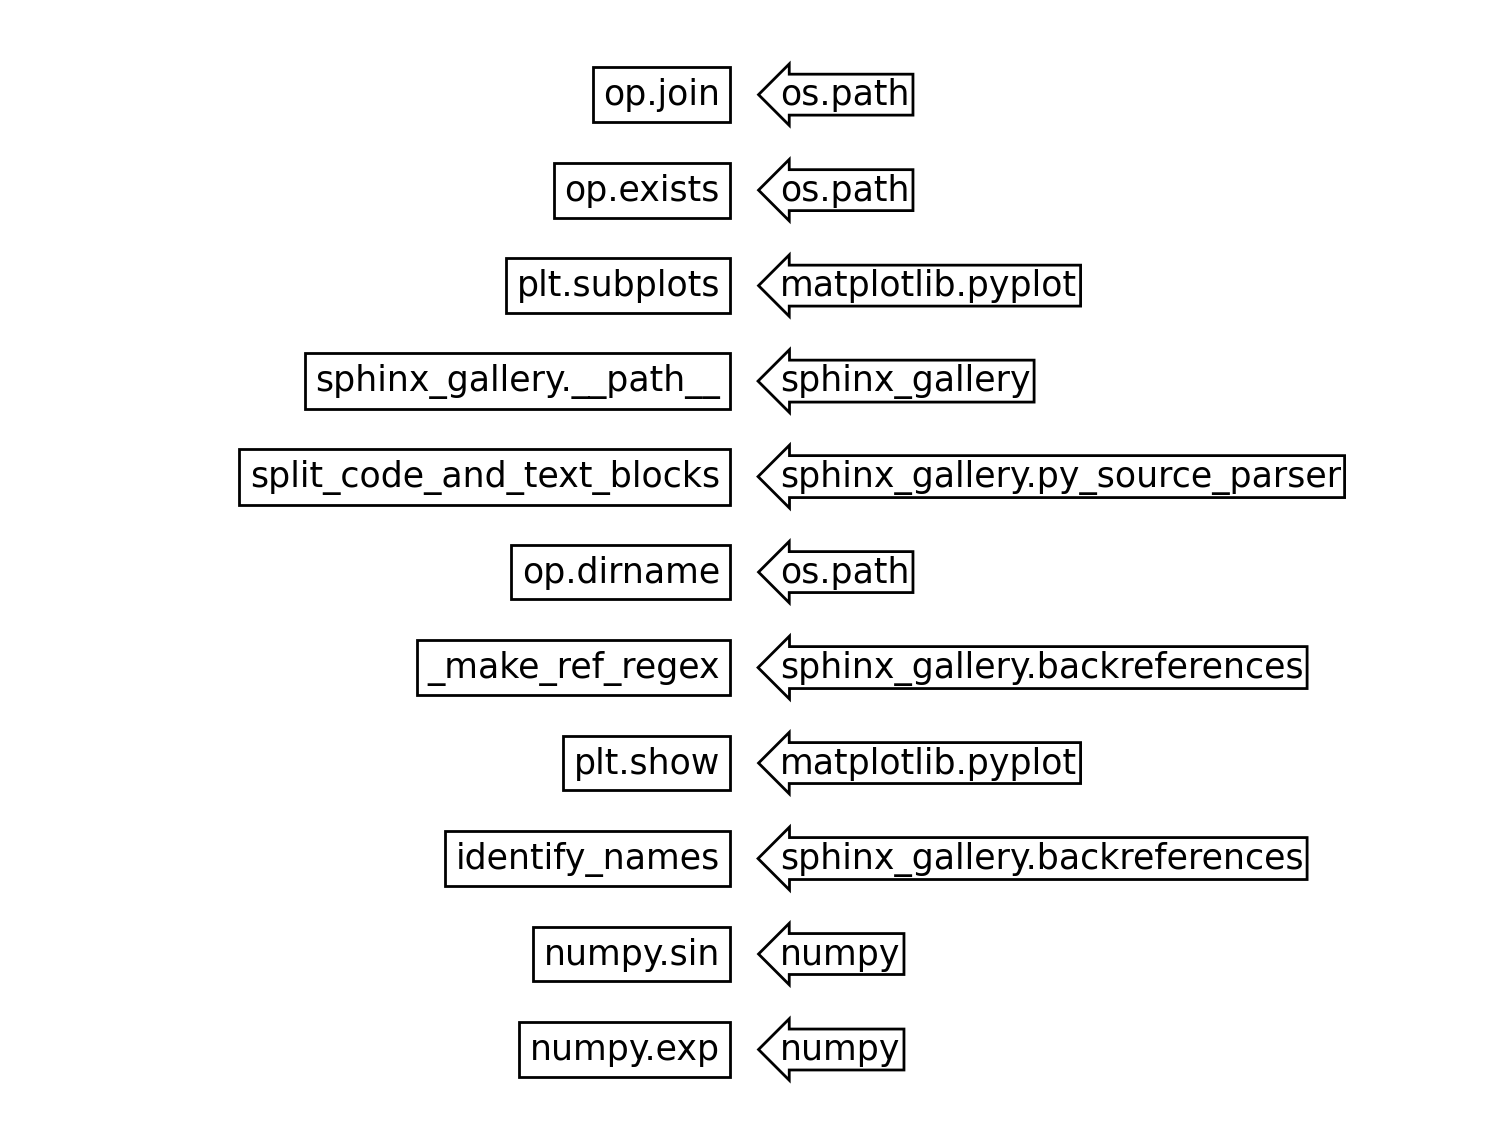 op.join os.path
op.exists os.path
plt.subplots matplotlib.pyplot
sphinx_gallery.__path__ sphinx_gallery
split_code_and_text_blocks sphinx_gallery.py_source_parser
op.dirname os.path
_make_ref_regex sphinx_gallery.backreferences
plt.show matplotlib.pyplot
identify_names sphinx_gallery.backreferences
numpy.sin numpy
numpy.exp numpy